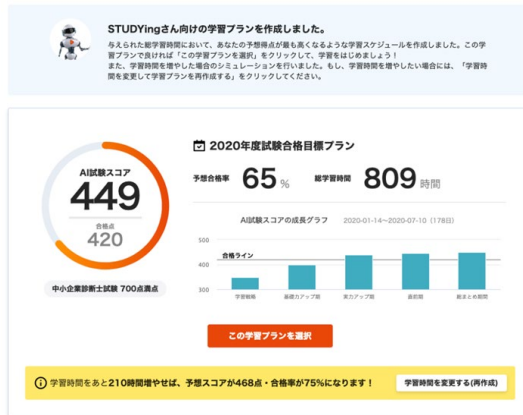 STUDYingさん向けの学習プランを作成しました。
与えられた総学習時間において、あなたの予想得点が最も高くなるような学習スケジュールを作成しました。この学
習プランで良ければ「この学習プランを選択」をクリックして、学習をはじめましょう！
また、学習時間を増やした場合のシミュレーションを行いました。もし、学習時間を増やしたい場合には、「学習時
間を変更して学習プランを再作成する」をクリックしてください。
AI試験スコア
449
合格点
420
中小企業診断士試験 700点満点
2020年度試験合格目標プラン
予想合格率 65 % 総学習時間 809 時間
AI試験スコアの成長グラフ 2020-01-14~2020-07-10（178日）
500
合格ライン
400
300
学習戦略 基礎力アップ期 実力アップ期 直前期 総まとめ期間
この学習プランを選択
学習時間をあと210時間増やせば、予想スコアが468点・合格率が75%になります！ 学習時間を変更する(再作成)